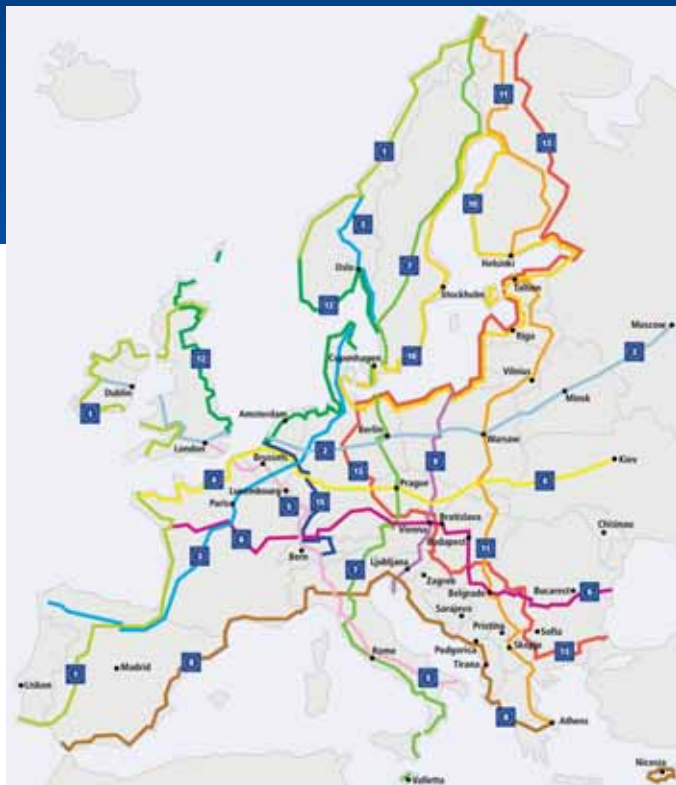 11
1
13
3
10
Oslo
7
Helsinki
Tallinn
12
Stockholm
Riga
Moscow
2
12
10
Copenhagen
Vilnius
Minsk
Dublin
1
Amsterdam
Berlin
London
2
Warsaw
Brussels
9
13
Kiev
4
Luxembourg
Prague
4
5
15
Paris
Bratislava
Chisinau
Vienna
6
Budapest
3
Bern
11
7
Ljubljana
Zagreb
Belgrade
Bucarest
6
Sarajevo
Pristina
Sofia
Rome
Podgorica
Skopje
13
Madrid
8
Tirana
1
5
Lisbon
8
Athens
Nicosia
Valletta